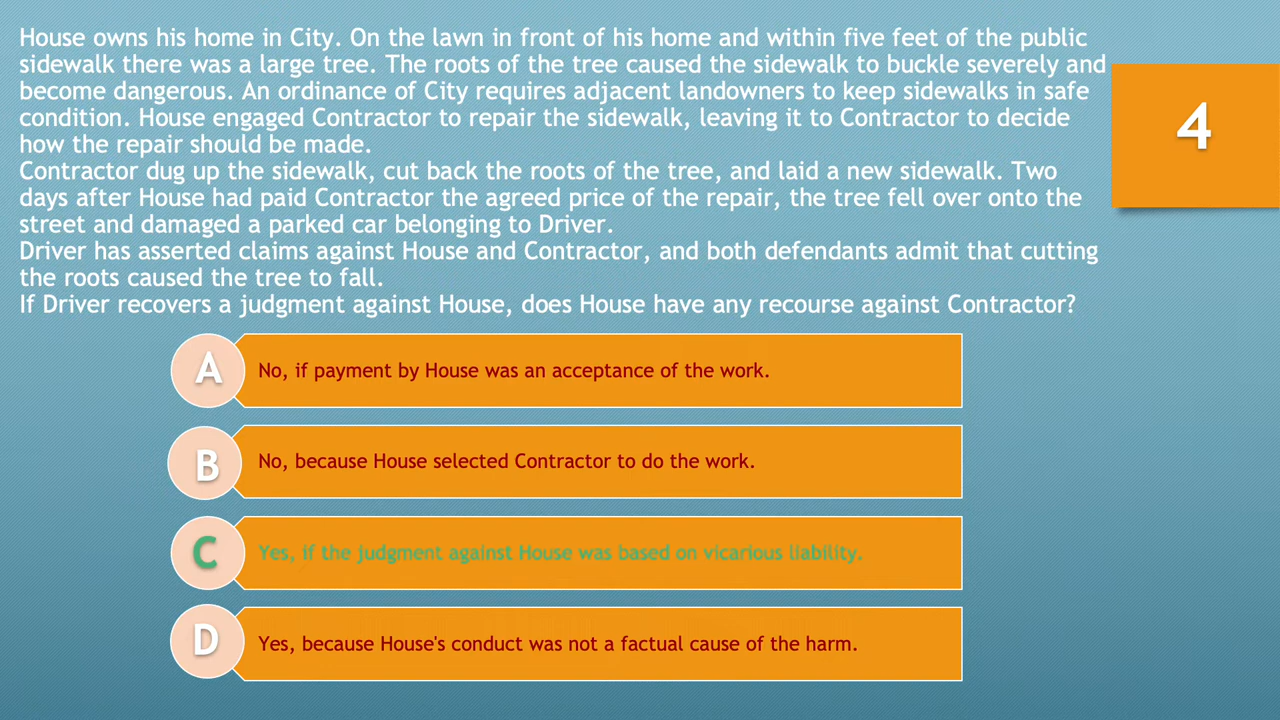 House owns his home in City. On the lawn in front of his home and within five feet of the public
sidewalk there was a large tree. The roots of the tree caused the sidewalk to buckle severely and
become dangerous. An ordinance of City requires adjacent landowners to keep sidewalks in safe
condition. House engaged Contractor to repair the sidewalk, leaving it to Contractor to decide
how the repair should be made.
Contractor dug up the sidewalk, cut back the roots of the tree, and laid a new sidewalk. Two
days after House had paid Contractor the agreed price of the repair, the tree fell over onto the
street and damaged a parked car belonging to Driver.
Driver has asserted claims against House and Contractor, and both defendants admit that cutting
the roots caused the tree to fall.
If Driver recovers a judgment against House, does House have any recourse against Contractor?
4
A No, if payment by House was an acceptance of the work.
B No, because House selected Contractor to do the work.
C Yes, if the judgment against House was based on vicarious liability.
D Yes, because House's conduct was not a factual cause of the harm.